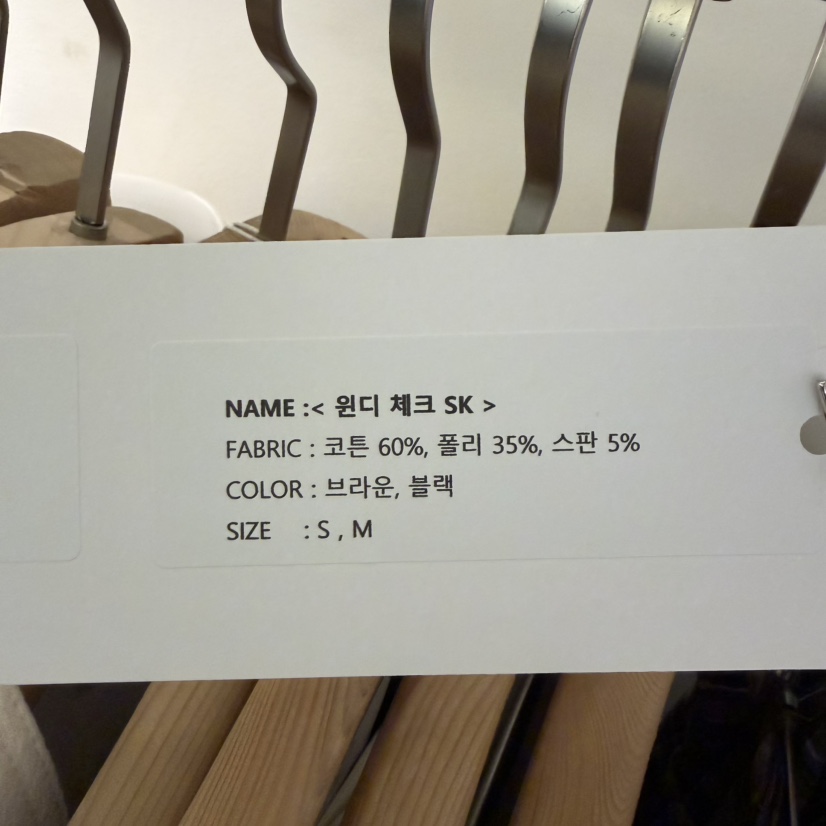 NAME :< 윈디 체크 SK >
FABRIC : 코튼 60%, 폴리 35%, 스판 5%
COLOR : 브라운, 블랙
SIZE : S , M